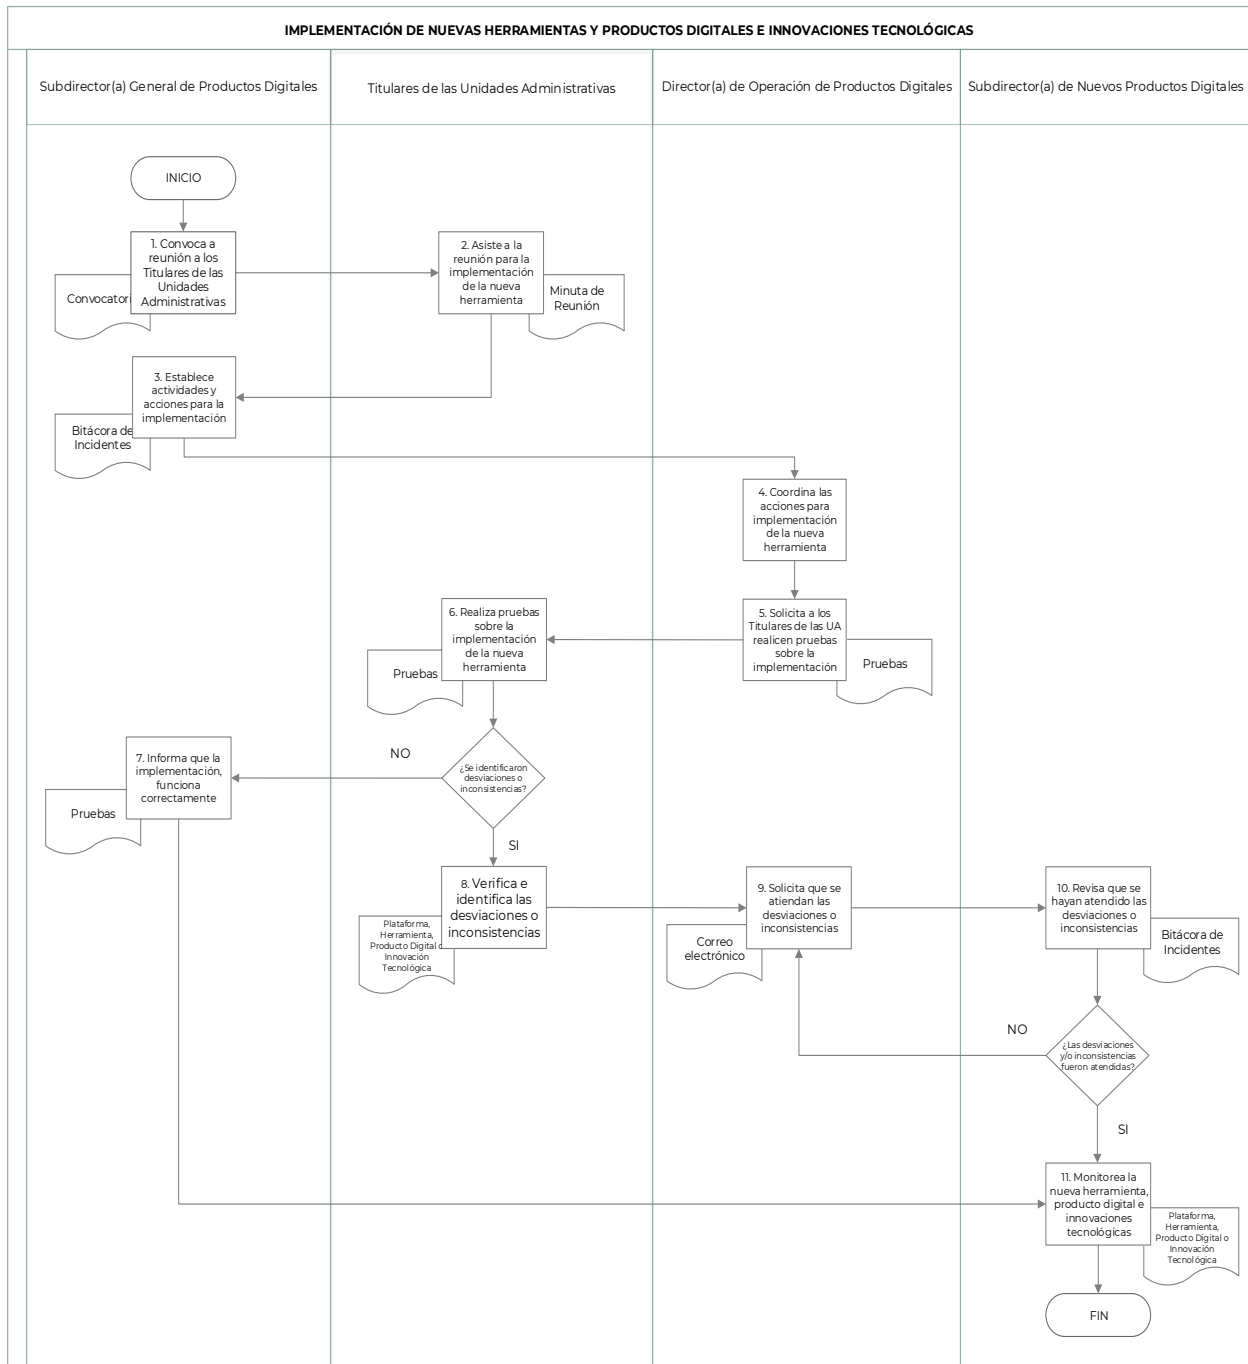 IMPLEMENTACIÓN DE NUEVAS HERRAMIENTAS Y PRODUCTOS DIGITALES E INNOVACIONES TECNOLÓGICAS
Subdirector(a) General de Productos Digitales
Titulares de las Unidades Administrativas
Director(a) de Operación de Productos Digitales
Subdirector(a) de Nuevos Productos Digitales
INICIO
1. Convoca a
reunión a los
Titulares de las
Unidades
Administrativas
Convocatori
2. Asiste a la
reunión para la
implementación
de la nueva
herramienta
Minuta de
Reunión
3. Establece
actividades y
acciones para la
implementación
Bitácora de
Incidentes
4. Coordina las
acciones para
implementación
de la nueva
herramienta
5. Solicita a los
Titulares de las UA
realicen pruebas
sobre la
implementación
Pruebas
6. Realiza pruebas
sobre la
implementación
de la nueva
herramienta
Pruebas
¿Se identificaron
desviaciones o
inconsistencias?
NO
7. Informa que la
implementación,
funciona
correctamente
Pruebas
SI
8. Verifica e
identifica las
desviaciones o
inconsistencias
Plataforma,
Herramienta,
Producto Digital o
Innovación
Tecnológica
9. Solicita que se
atiendan las
desviaciones o
inconsistencias
Correo
electrónico
10. Revisa que se
hayan atendido las
desviaciones o
inconsistencias
Bitácora de
Incidentes
NO
¿Las desviaciones
y/o inconsistencias
fueron atendidas?
SI
11. Monitorea la
nueva herramienta,
producto digital e
innovaciones
tecnológicas
Plataforma,
Herramienta,
Producto Digital o
Innovación
Tecnológica
FIN